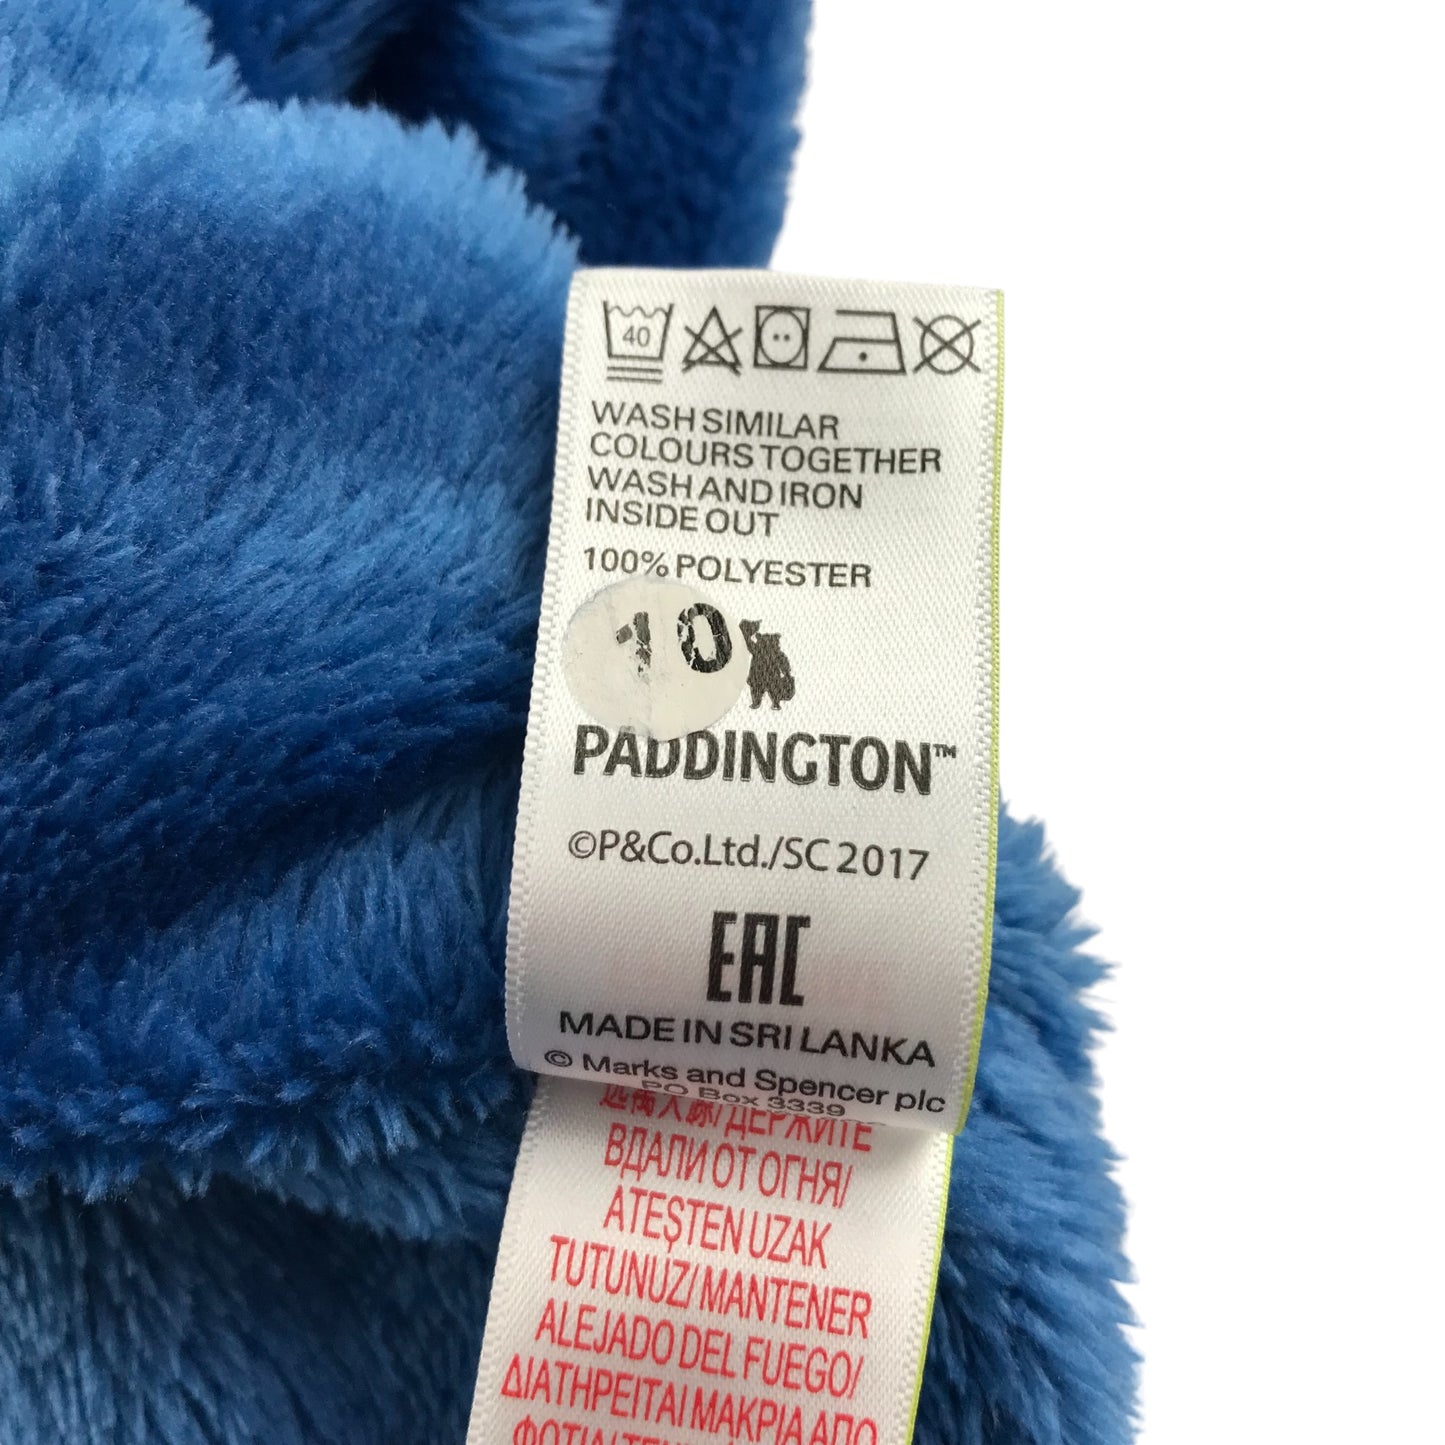 40
WASH SIMILAR
COLOURS TOGETHER
WASH AND IRON
INSIDE OUT
100% POLYESTER
10
PADDINGTON™
©P&Co.Ltd./SC 2017
EAC
MADE IN SRI LANKA
© Marks and Spencer plc
PO Box 3339
ДЕРЖИТЕ
ВДАЛИ ОТ ОГНЯ/
ATEŞTEN UZAK
TUTUNUZ/ MANTENER
ALEJADO DEL FUEGO/
ΔΙΑΤΗΡΕΙΤΑΙ ΜΑΚΡΙΑ ΑΠΟ